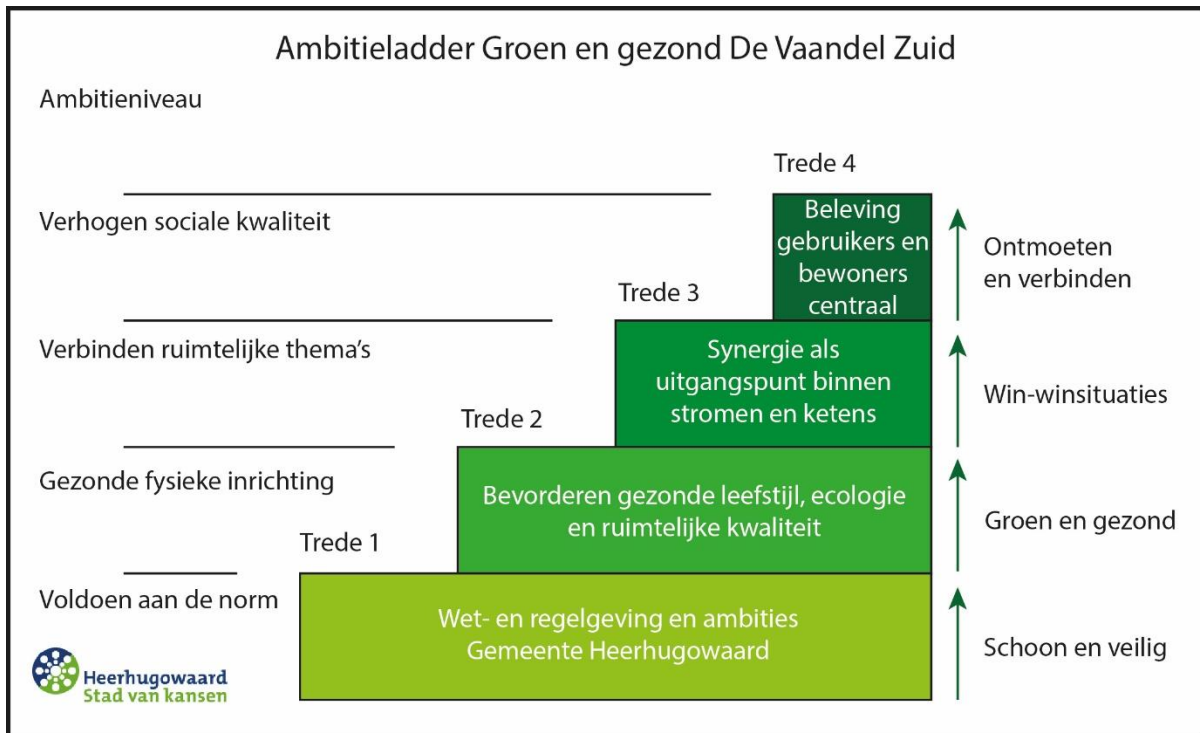 Ambitieladder Groen en gezond De Vaandel Zuid
Ambitieniveau
Trede 4
Verhogen sociale kwaliteit
Beleving
gebruikers en
bewoners
centraal
Ontmoeten
en verbinden
Trede 3
Verbinden ruimtelijke thema's
Synergie als
uitgangspunt binnen
stromen en ketens
Win-winsituaties
Trede 2
Gezonde fysieke inrichting
Bevorderen gezonde leefstijl, ecologie
en ruimtelijke kwaliteit
Groen en gezond
Trede 1
Voldoen aan de norm
Wet- en regelgeving en ambities
Gemeente Heerhugowaard
Schoon en veilig
Heerhugowaard
Stad van kansen